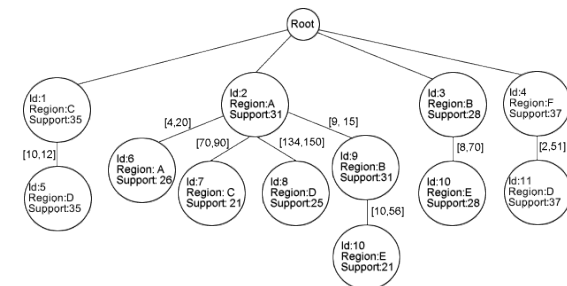 Root
Id:1
Region:C
Support:35
Id:2
Region:A
Support:31
Id:3
Region:B
Support:28
Id:4
Region:F
Support:37
[10,12]
[4,20]
[70,90]
[134,150]
[9, 15]
[8,70]
[2,51]
Id:5
Region:D
Support:35
Id:6
Region: A
Support: 26
Id:7
Region: C
Support: 21
Id:8
Region:D
Support:25
Id:9
Region:B
Support:31
Id:10
Region:E
Support:28
Id:11
Region:D
Support:37
[10,56]
Id:10
Region:E
Support:21